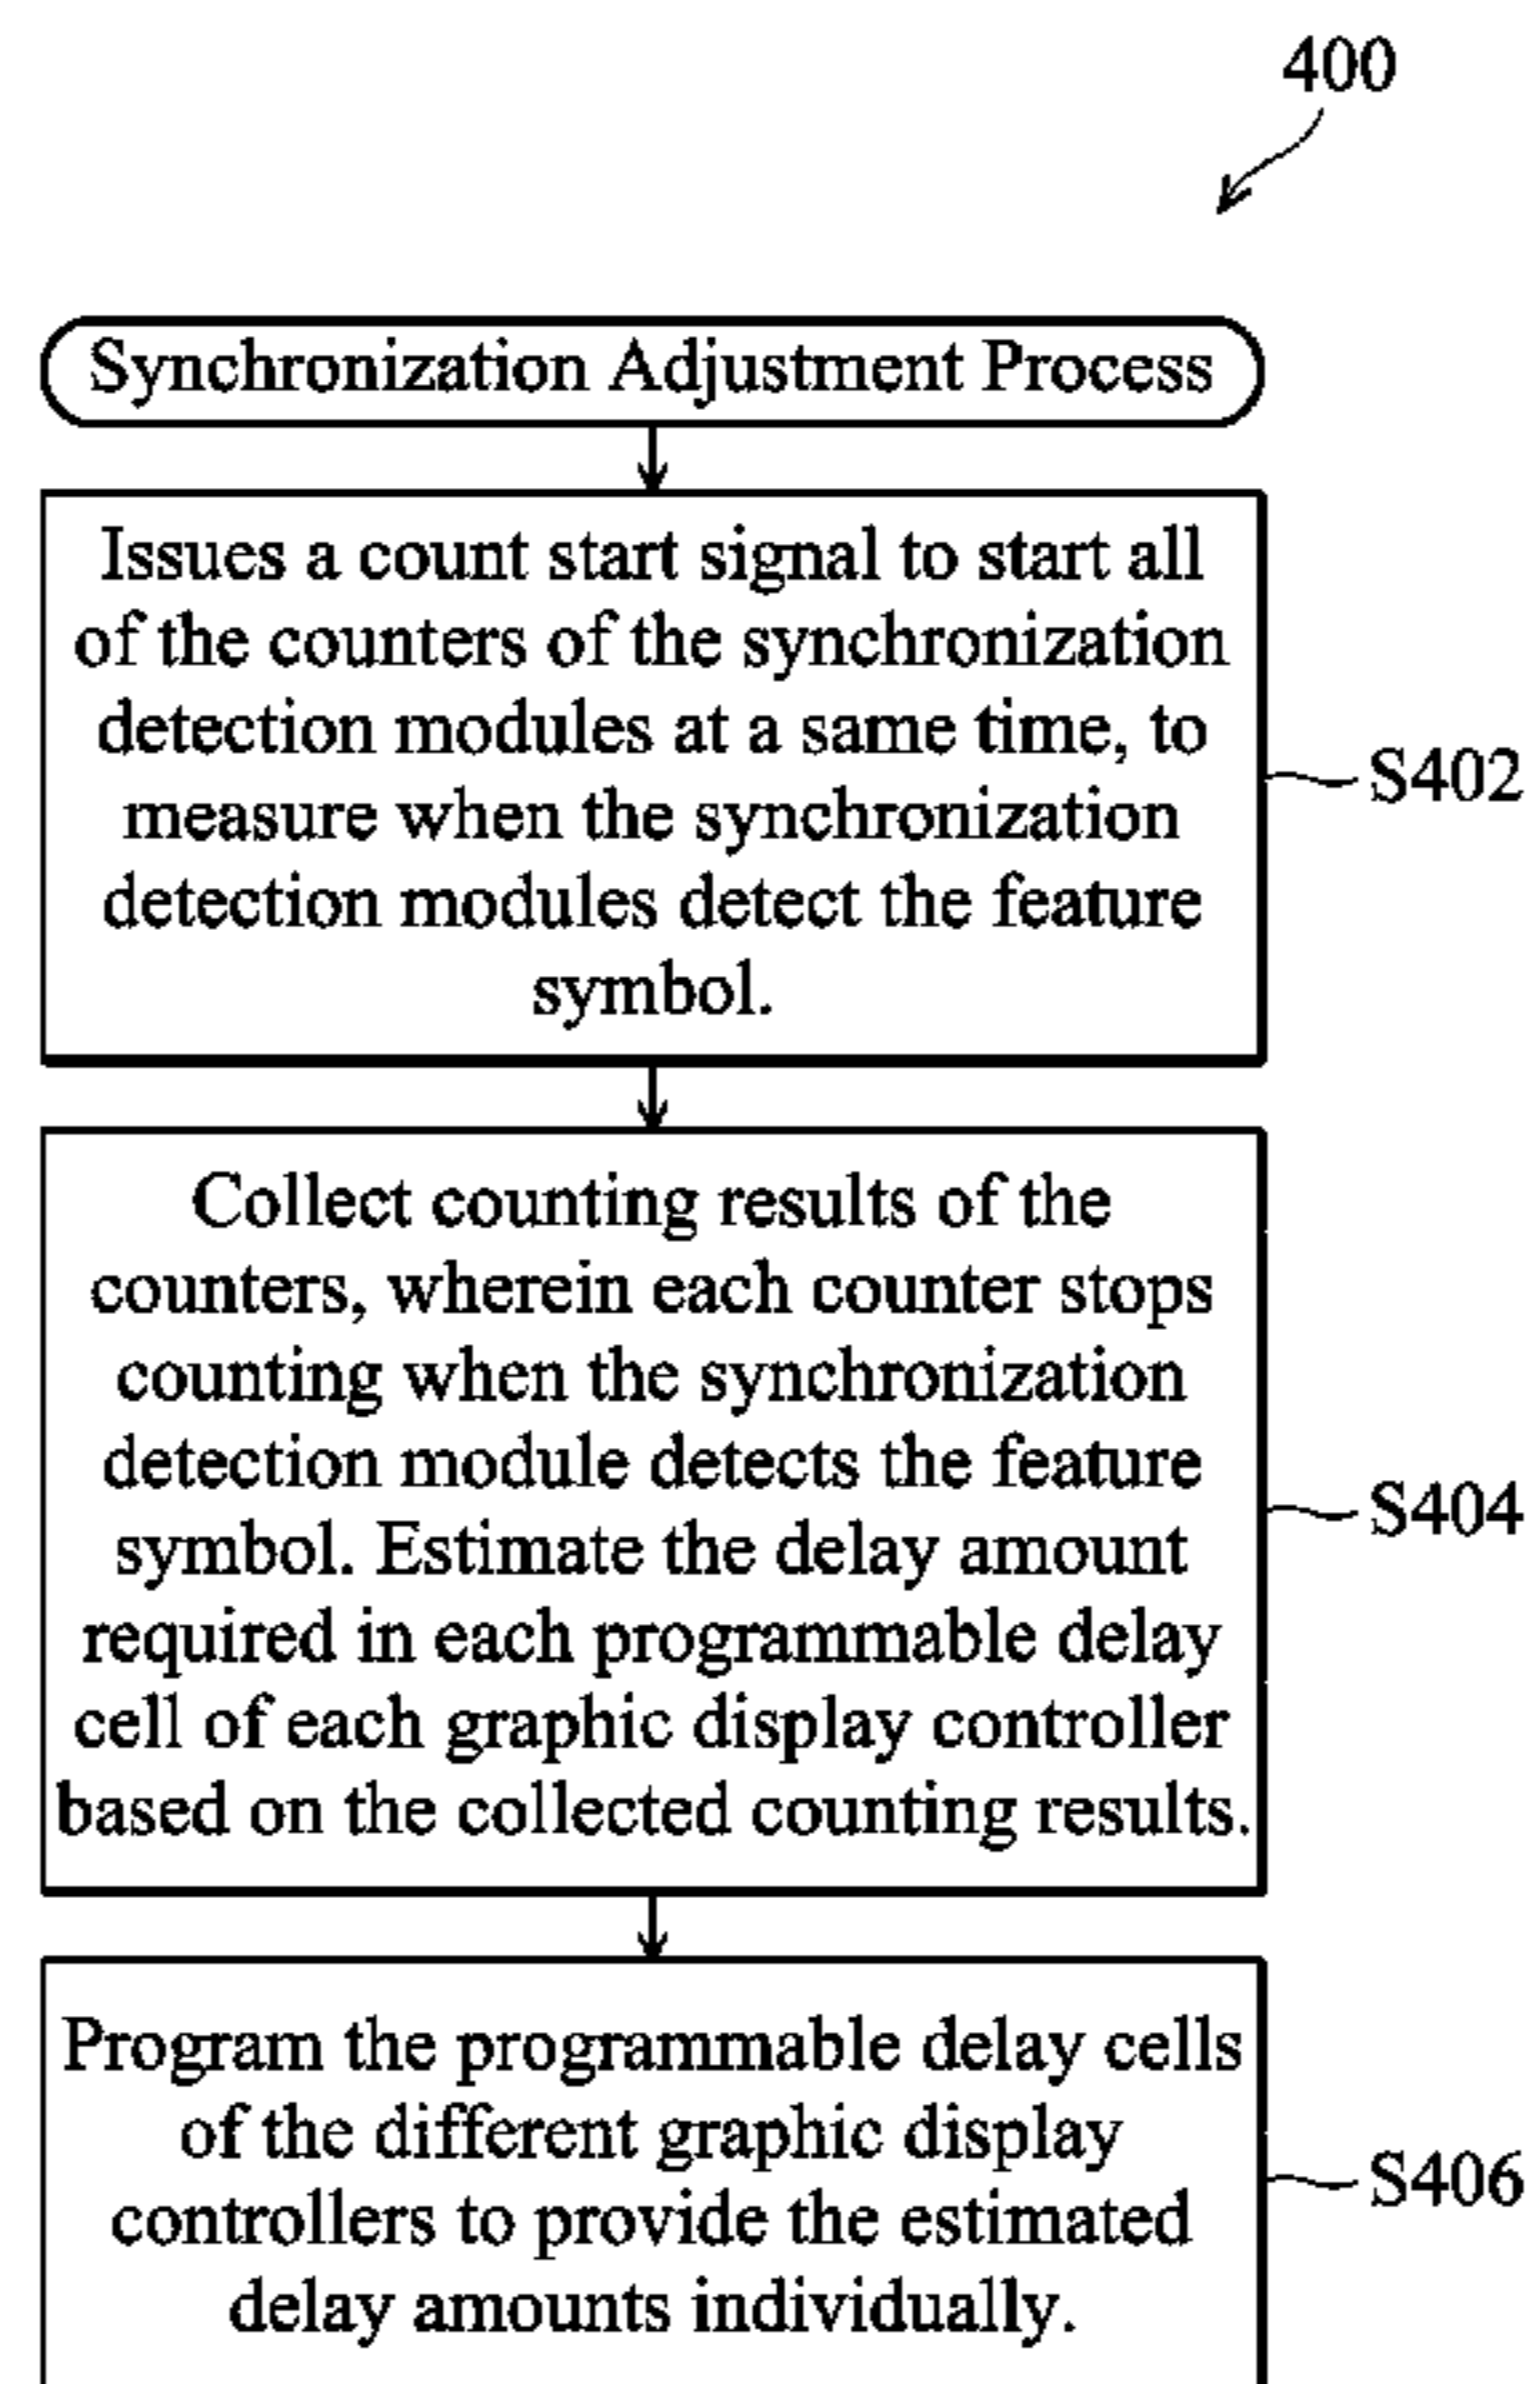 400
Synchronization Adjustment Process
Issues a count start signal to start all
of the counters of the synchronization
detection modules at a same time, to
measure when the synchronization
detection modules detect the feature
symbol.
S402
Collect counting results of the
counters, wherein each counter stops
counting when the synchronization
detection module detects the feature
symbol. Estimate the delay amount
required in each programmable delay
cell of each graphic display controller
based on the collected counting results.
S404
Program the programmable delay cells
of the different graphic display
controllers to provide the estimated
delay amounts individually.
S406